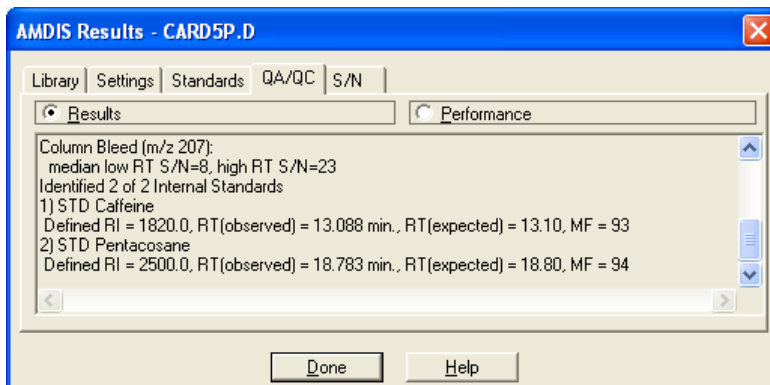 AMDIS Results - CARD5P.D
Library Settings Standards QA/QC S/N
Results Performance
Column Bleed (m/z 207):
median low RT S/N=8, high RT S/N=23
Identified 2 of 2 Internal Standards
1) STD Caffeine
Defined RI = 1820.0, RT(observed) = 13.088 min., RT(expected) = 13.10, MF = 93
2) STD Pentacosane
Defined RI = 2500.0, RT(observed) = 18.783 min., RT(expected) = 18.80, MF = 94
Done Help